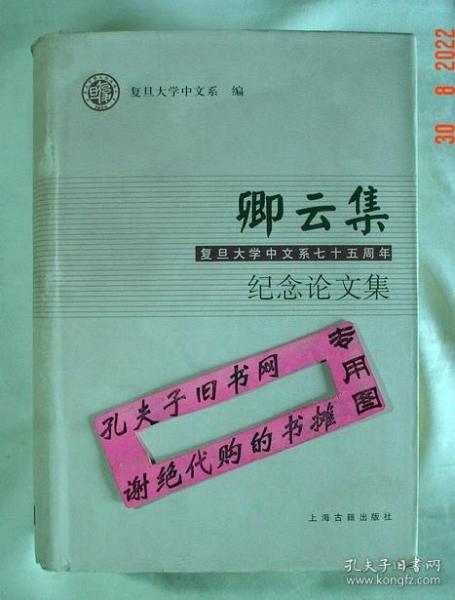 复旦大学中文系 编
卿云集
复旦大学中文系七十五周年
纪念论文集
孔夫子旧书网
专用图
谢绝代购的书摊
上海古籍出版社
30 8 2022
孔夫子旧书网
www.kongfz.com